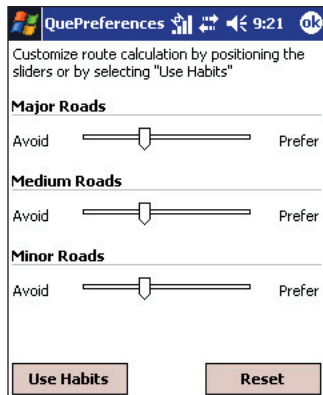 QuePreferences 9:21 ok
Customize route calculation by positioning the
sliders or by selecting "Use Habits"
Major Roads
Avoid Prefer
Medium Roads
Avoid Prefer
Minor Roads
Avoid Prefer
Use Habits Reset